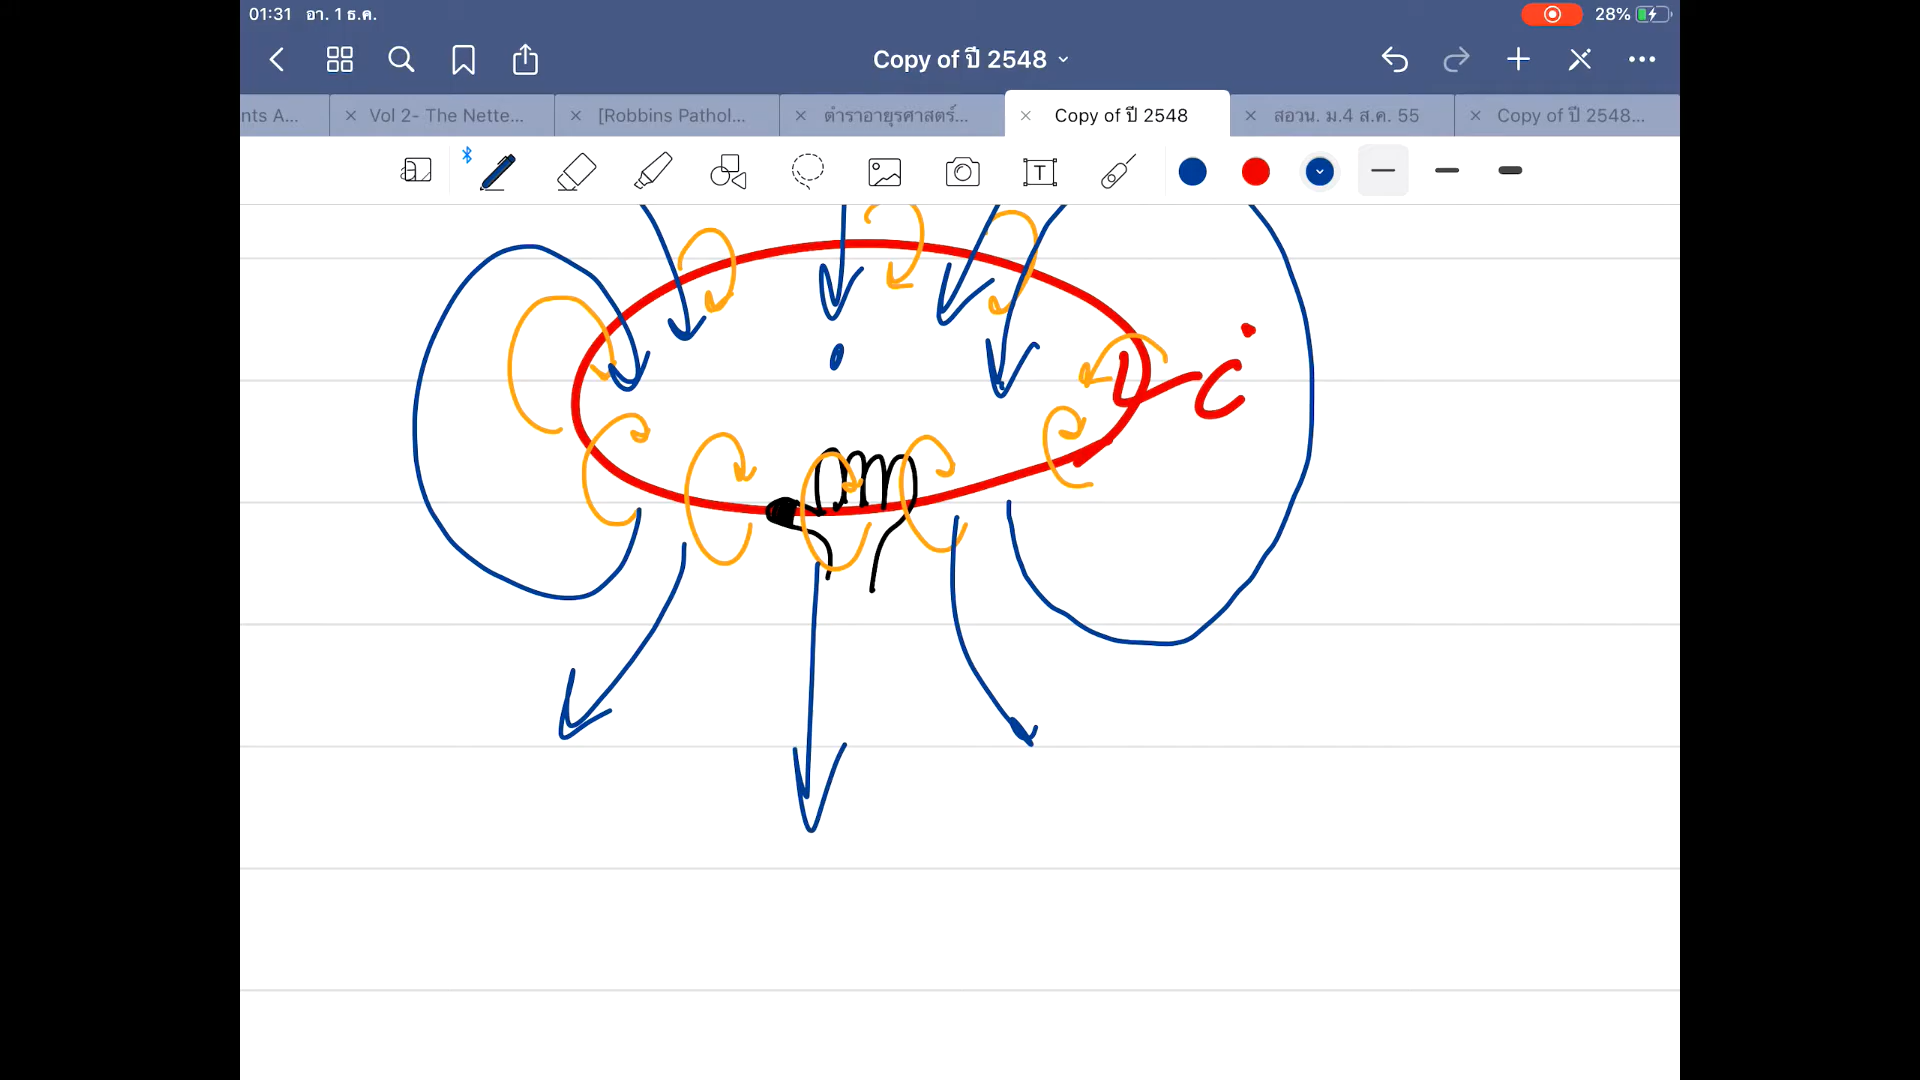 01:31 อา. 1 ธ.ค. 28%
Copy of ปี 2548
nts A... Vol 2- The Nette... [Robbins Pathol... ตำราอายุรศาสตร์... Copy of ปี 2548 สอวน. ม.4 ส.ค. 55 Copy of ปี 2548...
T
i